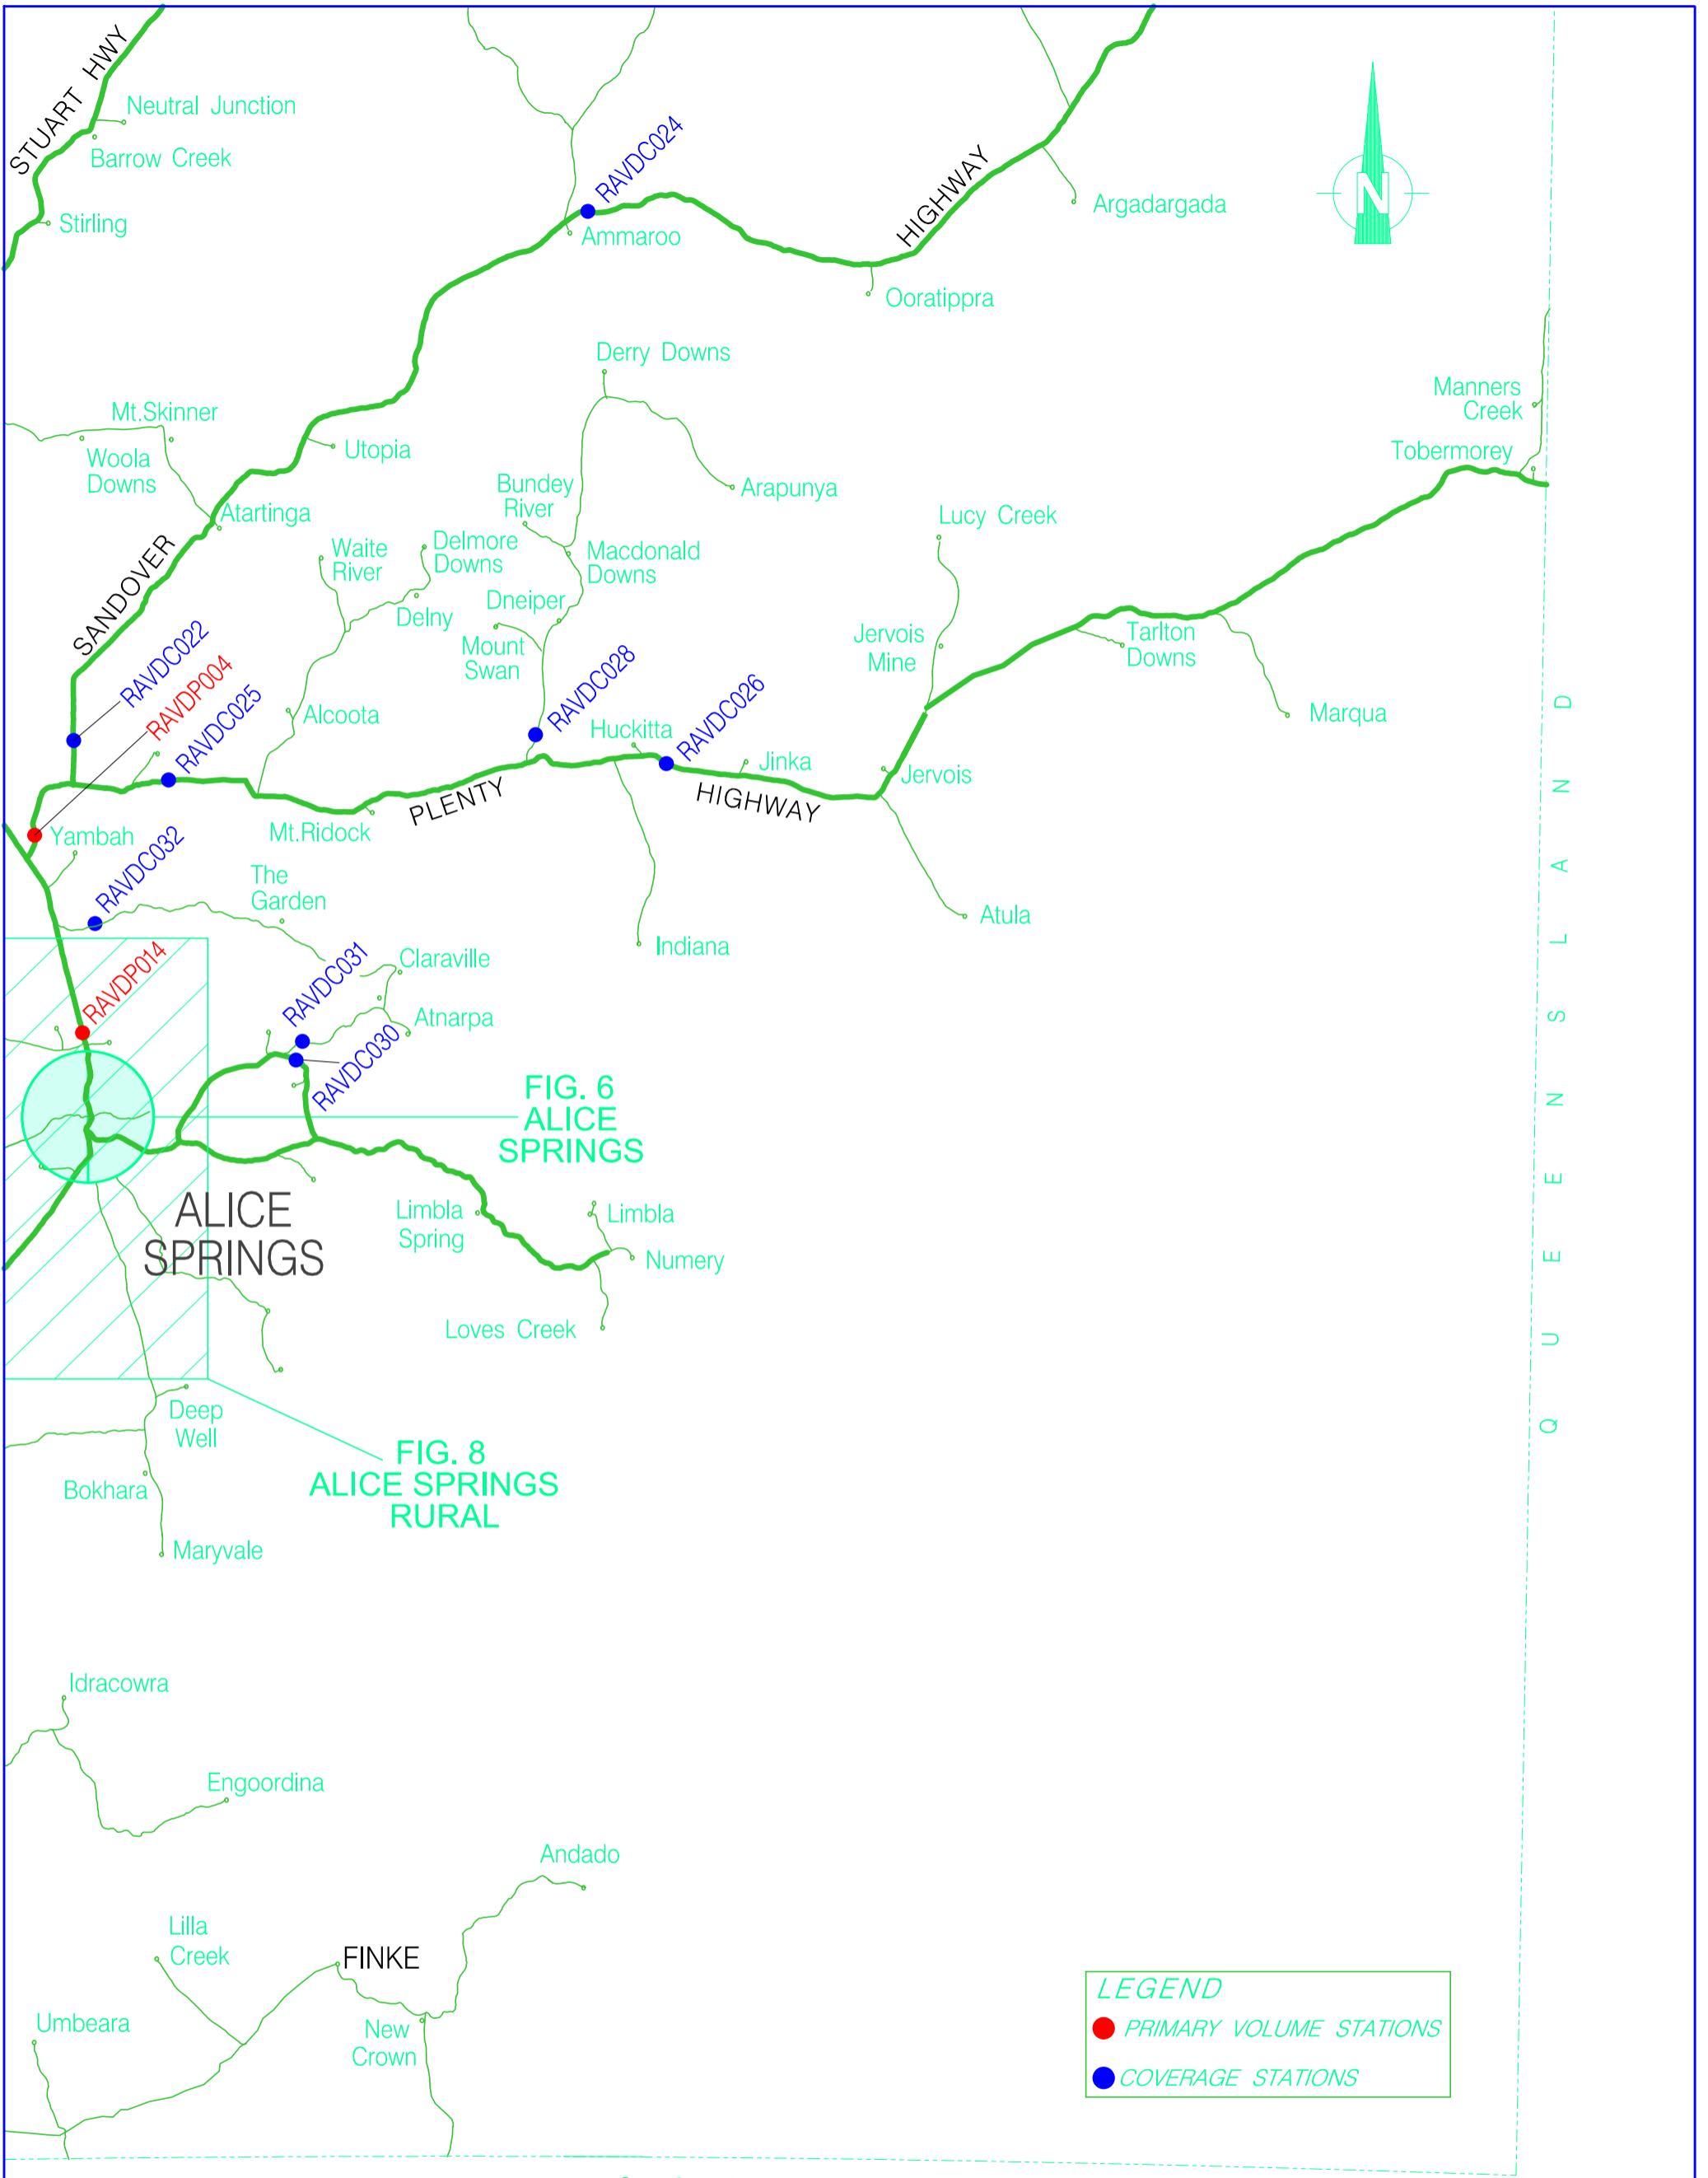 STUART HWY
Neutral Junction
Barrow Creek
Stirling
RAVDC024
Ammaroo
HIGHWAY
Argadargada
N
Ooratippra
Derry Downs
Manners
Creek
Tobermorey
Mt.Skinner
Woola
Downs
Utopia
Bundey
River
Arapunya
Atartinga
Lucy Creek
Waite
River
Delmore
Downs
Macdonald
Downs
SANDOVER
Delny
Dneiper
Mount
Swan
Jervois
Mine
Tarlton
Downs
RAVDC022
RAVDP004
RAVDC025
Alcoota
RAVDC028
Huckitta
RAVDC026
Marqua
Jinka
Jervois
PLENTY
HIGHWAY
Mt.Ridock
Yambah
RAVDC032
The
Garden
Atula
Indiana
RAVDP014
RAVDC031
Claraville
Atnarpa
RAVDC030
FIG. 6
ALICE
SPRINGS
QUEENSLAND
ALICE
SPRINGS
Limbla
Spring
Limbla
Numery
Loves Creek
Deep
Well
FIG. 8
ALICE SPRINGS
RURAL
Bokhara
Maryvale
Idracowra
Engoordina
Andado
Lilla
Creek
FINKE
Umbeara
New
Crown
LEGEND
PRIMARY VOLUME STATIONS
COVERAGE STATIONS